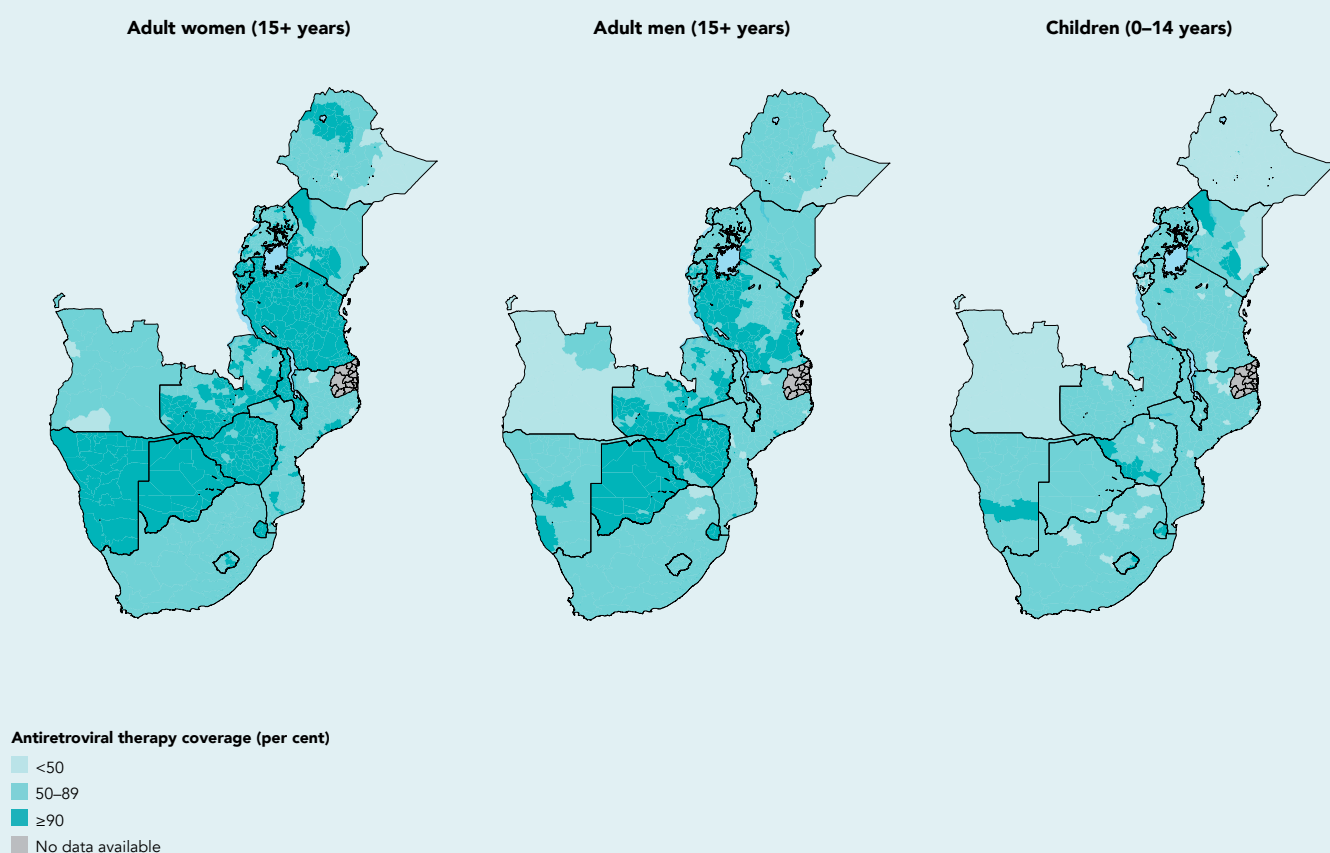 Adult women (15+ years)
Adult men (15+ years)
Children (0–14 years)
Antiretroviral therapy coverage (per cent)
<50
50–89
≥90
No data available